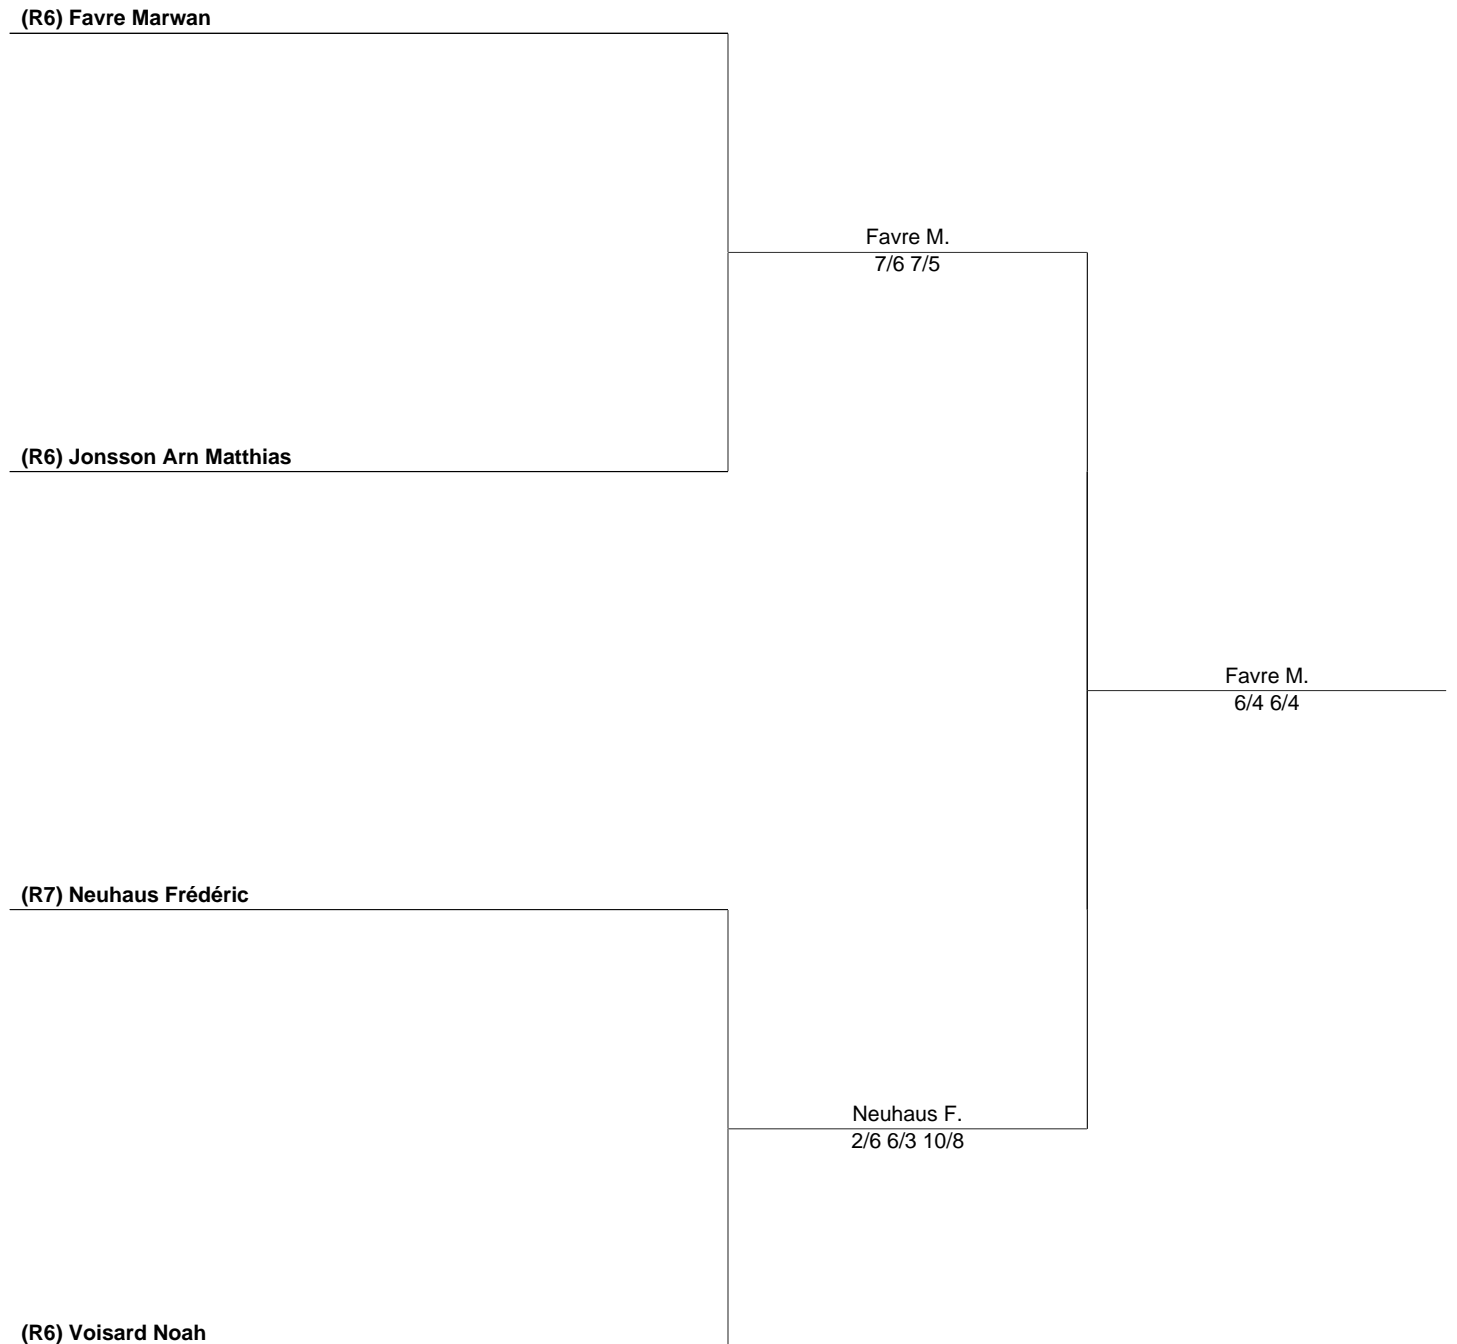 (R6) Favre Marwan
Favre M.
7/6 7/5
(R6) Jonsson Arn Matthias
Favre M.
6/4 6/4
(R7) Neuhaus Frédéric
Neuhaus F.
2/6 6/3 10/8
(R6) Voisard Noah